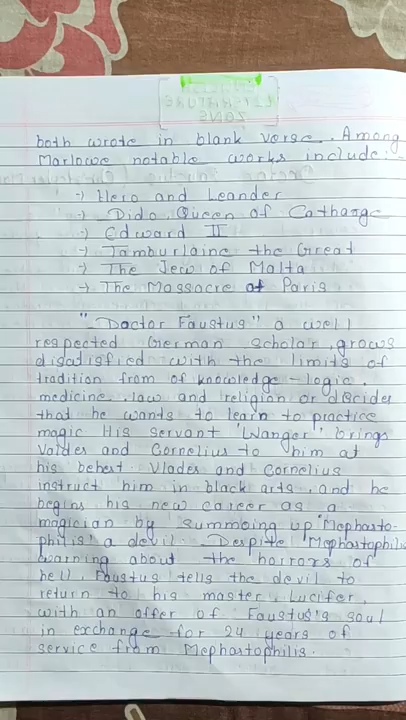 both wrote in blank verse. Among
Marlowe notable works include:-
→ Hero and Leander
→ Dido, Queen of Catharge
→ Edward II
→ Tamburlaine the Great
→ The Jew of Malta
→ The Massacre at Paris
"Doctor Faustus" a well
respected German scholar, grows
disatisfied with the limits of
tradition from of knowledge - logic,
medicine, law and religion or decides
that he wants to learn to practice
magic His servant 'Wanger' brings
Valdes and Cornelius to him at
his behest. Vlades and Cornelius
instruct him in black arts, and he
begins his new career as a
magician by summoing up 'Mephasto-
philis' a devil. Despite 'Mephastophilis
warning about the horrors of
hell, Faustus tells the devil to
return to his master, Lucifer,
with an offer of Faustus's soul
in exchange for 24 years of
service from Mephastophilis.